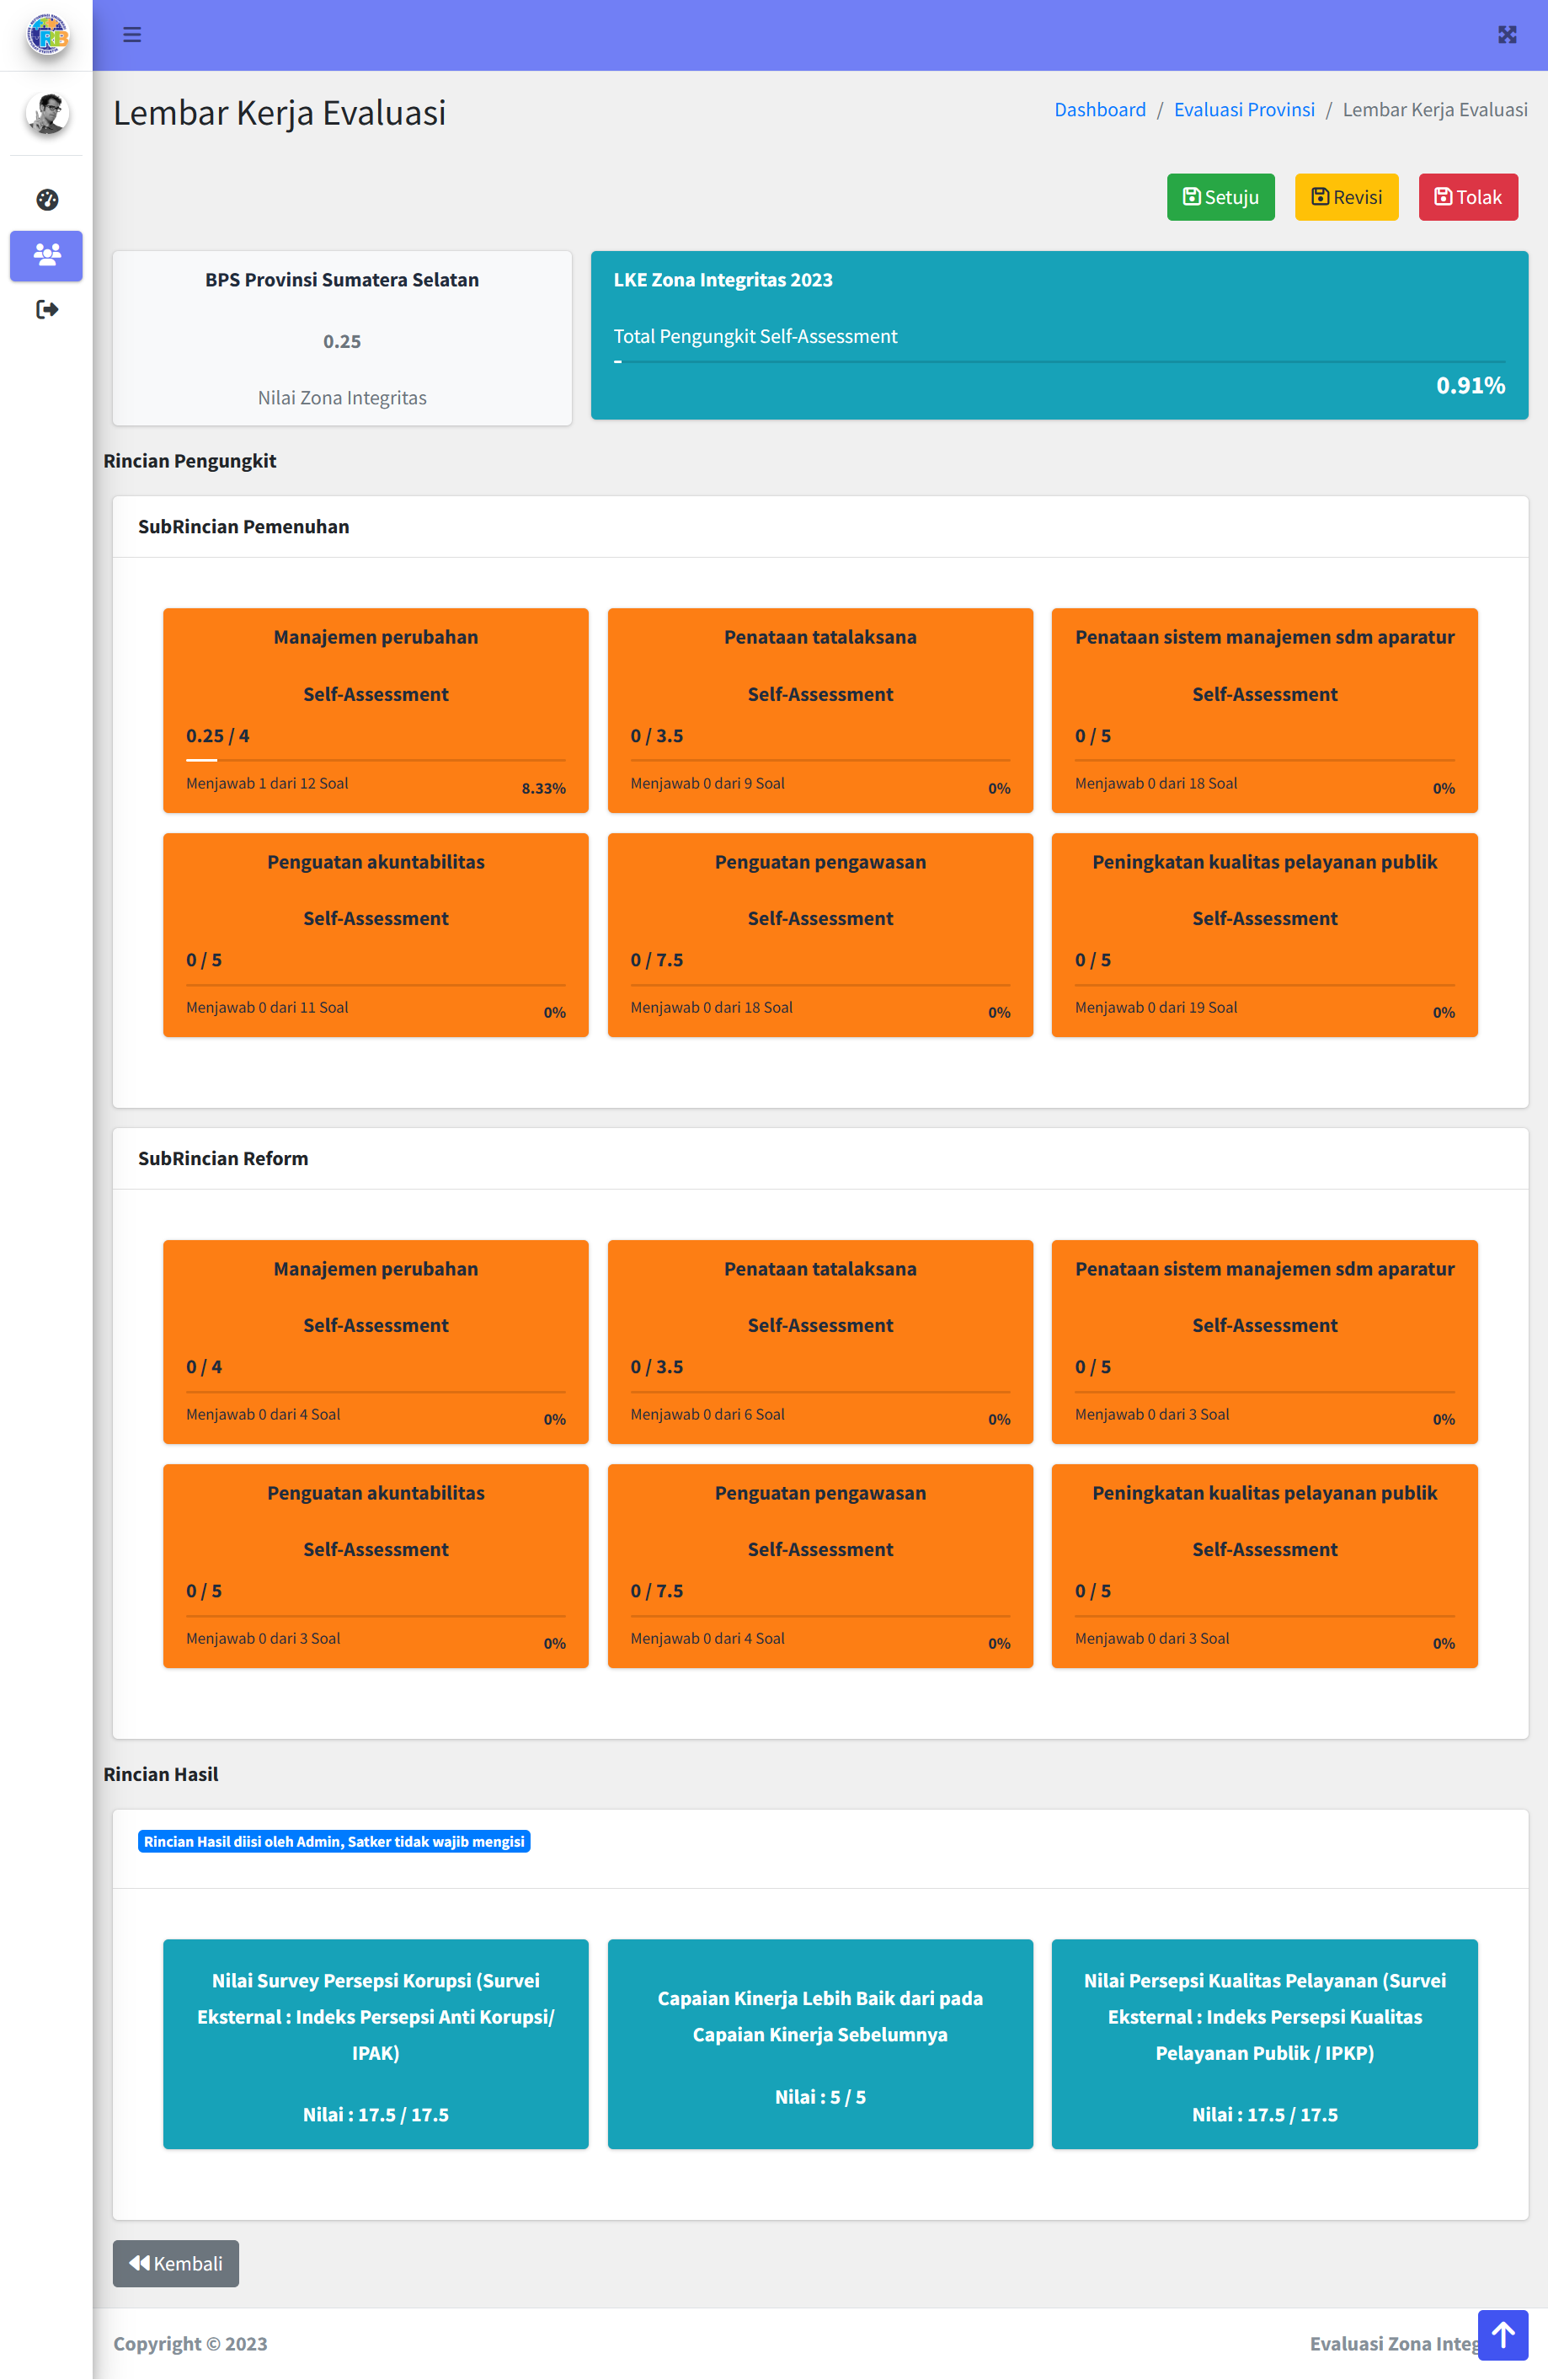 Lembar Kerja Evaluasi
Dashboard / Evaluasi Provinsi / Lembar Kerja Evaluasi
Setuju
Revisi
Tolak
BPS Provinsi Sumatera Selatan
0.25
Nilai Zona Integritas
LKE Zona Integritas 2023
Total Pengungkit Self-Assessment
0.91%
Rincian Pengungkit
SubRincian Pemenuhan
Manajemen perubahan
Self-Assessment
0.25 / 4
Menjawab 1 dari 12 Soal
8.33%
Penataan tatalaksana
Self-Assessment
0 / 3.5
Menjawab 0 dari 9 Soal
0%
Penataan sistem manajemen sdm aparatur
Self-Assessment
0 / 5
Menjawab 0 dari 18 Soal
0%
Penguatan akuntabilitas
Self-Assessment
0 / 5
Menjawab 0 dari 11 Soal
0%
Penguatan pengawasan
Self-Assessment
0 / 7.5
Menjawab 0 dari 18 Soal
0%
Peningkatan kualitas pelayanan publik
Self-Assessment
0 / 5
Menjawab 0 dari 19 Soal
0%
SubRincian Reform
Manajemen perubahan
Self-Assessment
0 / 4
Menjawab 0 dari 4 Soal
0%
Penataan tatalaksana
Self-Assessment
0 / 3.5
Menjawab 0 dari 6 Soal
0%
Penataan sistem manajemen sdm aparatur
Self-Assessment
0 / 5
Menjawab 0 dari 3 Soal
0%
Penguatan akuntabilitas
Self-Assessment
0 / 5
Menjawab 0 dari 3 Soal
0%
Penguatan pengawasan
Self-Assessment
0 / 7.5
Menjawab 0 dari 4 Soal
0%
Peningkatan kualitas pelayanan publik
Self-Assessment
0 / 5
Menjawab 0 dari 3 Soal
0%
Rincian Hasil
Rincian Hasil diisi oleh Admin, Satker tidak wajib mengisi
Nilai Survey Persepsi Korupsi (Survei
Eksternal : Indeks Persepsi Anti Korupsi/
IPAK)
Nilai : 17.5 / 17.5
Capaian Kinerja Lebih Baik dari pada
Capaian Kinerja Sebelumnya
Nilai : 5 / 5
Nilai Persepsi Kualitas Pelayanan (Survei
Eksternal : Indeks Persepsi Kualitas
Pelayanan Publik / IPKP)
Nilai : 17.5 / 17.5
Kembali
Copyright © 2023
Evaluasi Zona